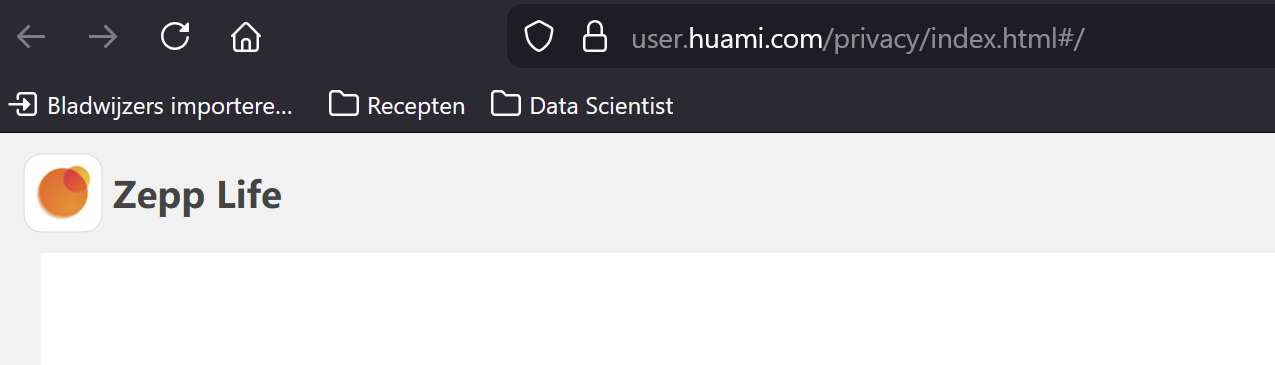 user.huami.com/privacy/index.html#/
Bladwijzers importere... Recepten Data Scientist
Zepp Life